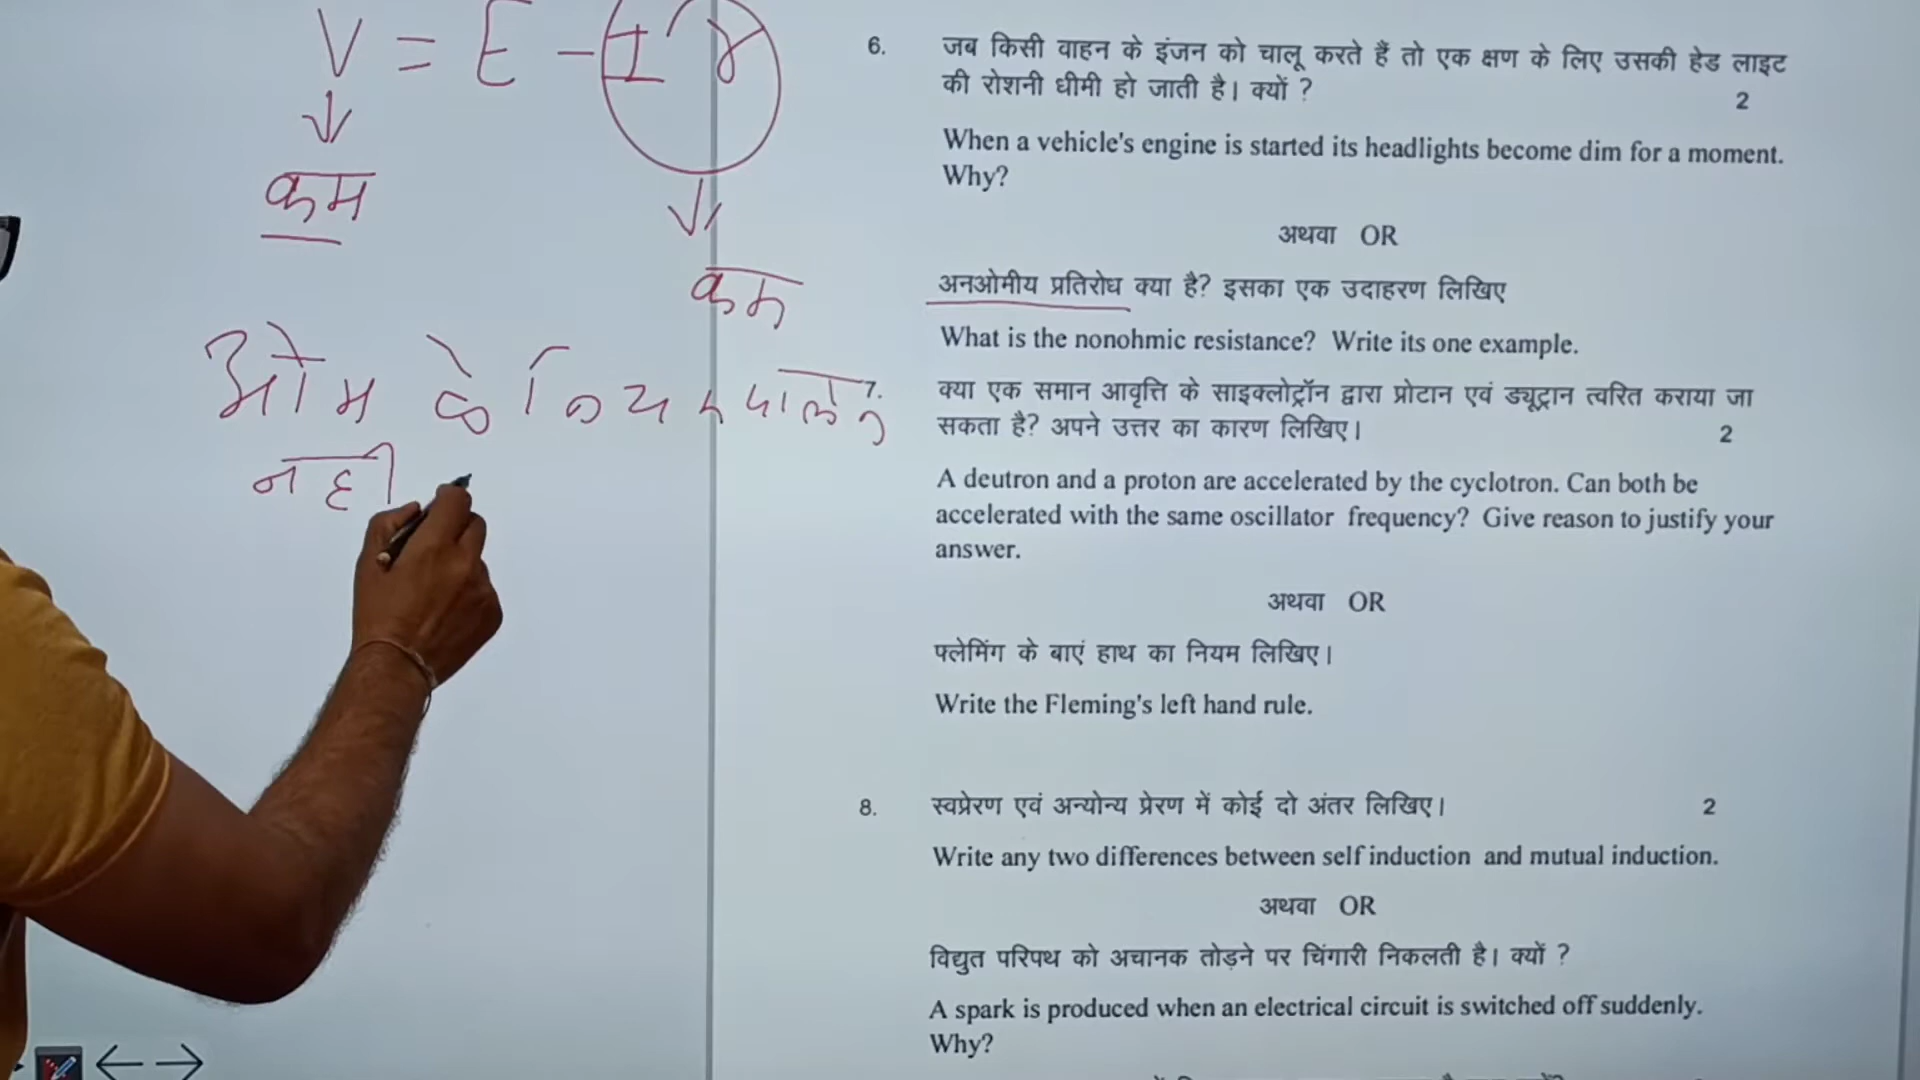 V = E - I r
कम
कम
ओम के नियम पालन
नही
6. जब किसी वाहन के इंजन को चालू करते हैं तो एक क्षण के लिए उसकी हेड लाइट
की रोशनी धीमी हो जाती है। क्यों ? 2
When a vehicle's engine is started its headlights become dim for a moment.
Why?
अथवा OR
अनओमीय प्रतिरोध क्या है? इसका एक उदाहरण लिखिए
What is the nonohmic resistance? Write its one example.
7. क्या एक समान आवृत्ति के साइक्लोट्रॉन द्वारा प्रोटान एवं ड्यूट्रान त्वरित कराया जा
सकता है? अपने उत्तर का कारण लिखिए। 2
A deutron and a proton are accelerated by the cyclotron. Can both be
accelerated with the same oscillator frequency? Give reason to justify your
answer.
अथवा OR
फ्लेमिंग के बाएं हाथ का नियम लिखिए।
Write the Fleming's left hand rule.
8. स्वप्रेरण एवं अन्योन्य प्रेरण में कोई दो अंतर लिखिए। 2
Write any two differences between self induction and mutual induction.
अथवा OR
विद्युत परिपथ को अचानक तोड़ने पर चिंगारी निकलती है। क्यों ?
A spark is produced when an electrical circuit is switched off suddenly.
Why?